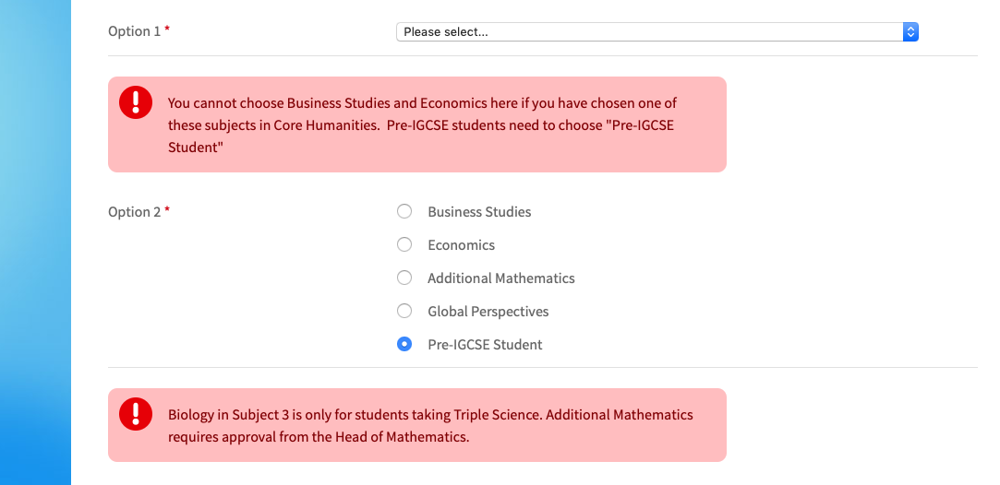 Option 1 *
Please select...
You cannot choose Business Studies and Economics here if you have chosen one of
these subjects in Core Humanities.  Pre-IGCSE students need to choose "Pre-IGCSE
Student"
Option 2 *
Business Studies
Economics
Additional Mathematics
Global Perspectives
Pre-IGCSE Student
Biology in Subject 3 is only for students taking Triple Science. Additional Mathematics
requires approval from the Head of Mathematics.